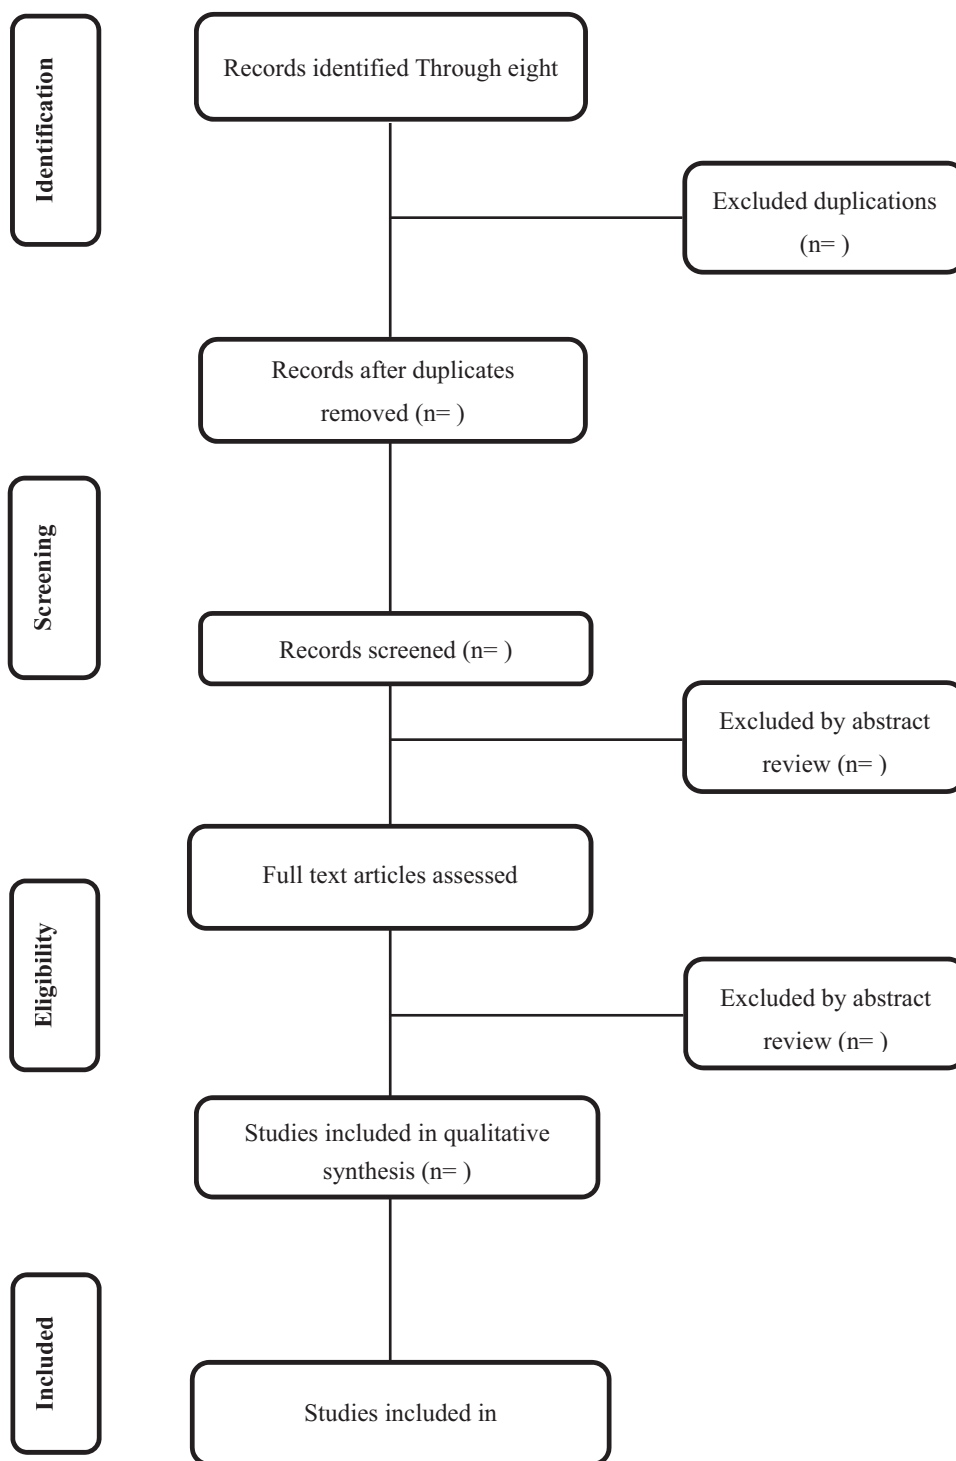 Identification
Records identified Through eight
Excluded duplications
(n= )
Records after duplicates
removed (n= )
Screening
Records screened (n= )
Excluded by abstract
review (n= )
Full text articles assessed
Eligibility
Excluded by abstract
review (n= )
Studies included in qualitative
synthesis (n= )
Included
Studies included in